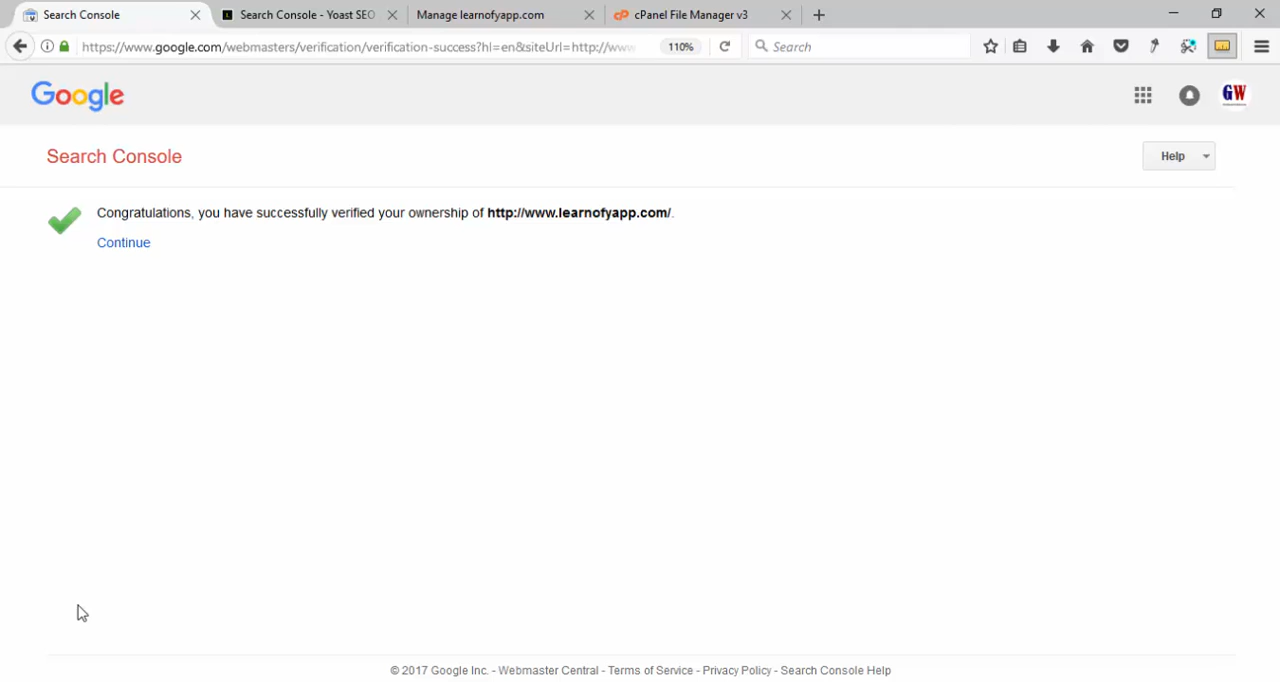 Search Console
Search Console - Yoast SEO
Manage learnofyapp.com
cPanel File Manager v3
https://www.google.com/webmasters/verification/verification-success?hl=en&siteUrl=http://www
110%
Search
Google
GW
Search Console
Help
Congratulations, you have successfully verified your ownership of http://www.learnofyapp.com/.
Continue
© 2017 Google Inc. - Webmaster Central - Terms of Service - Privacy Policy - Search Console Help